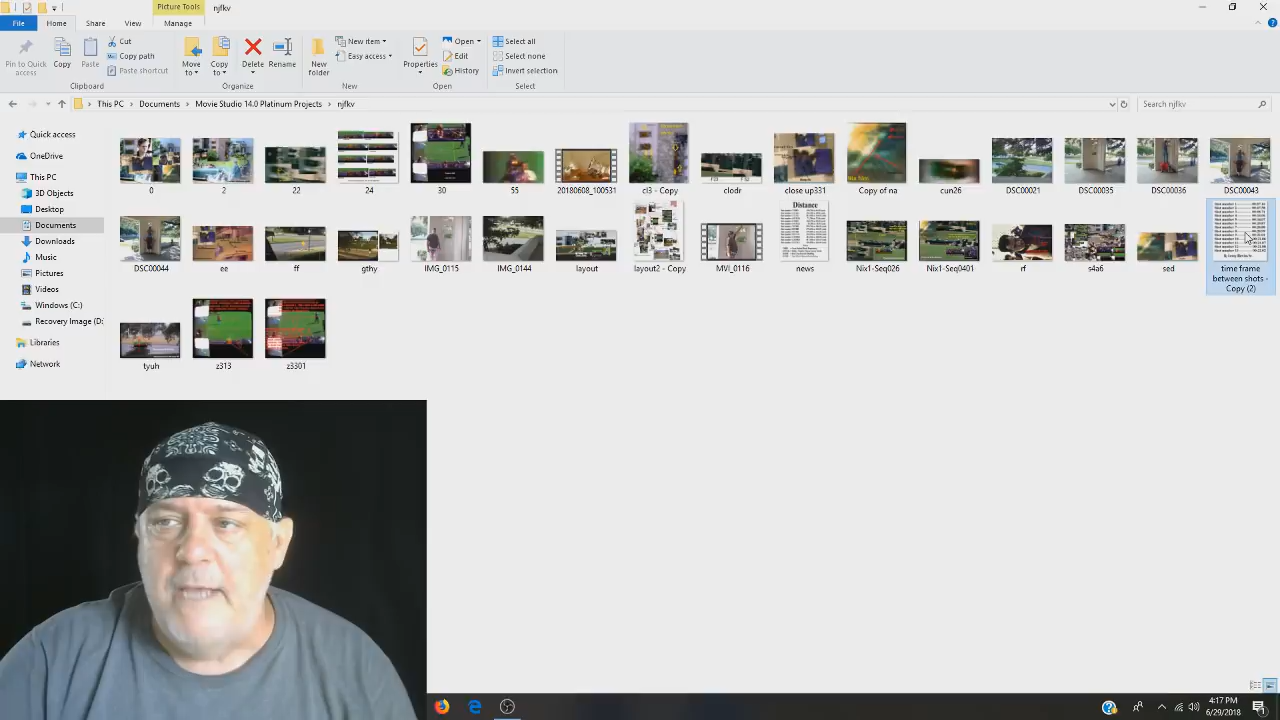 Picture Tools
njfkv
File
Home
Share
View
Manage
Pin to Quick access
Copy
Paste
Cut
Copy path
Paste shortcut
Clipboard
Move to
Copy to
Delete
Rename
Organize
New folder
New item
Easy access
New
Properties
Open
Edit
History
Open
Select all
Select none
Invert selection
Select
This PC > Documents > Movie Studio 14.0 Platinum Projects > njfkv
Search njfkv
Quick access
OneDrive
This PC
3D Objects
Desktop
Documents
Downloads
Music
Pictures
Videos
Windows (C:)
Recovery Image (D:
Libraries
Network
0
2
22
24
30
55
20180608_100531
cl3 - Copy
clodr
close up331
Copy of na
cun26
DSC00021
DSC00035
DSC00036
DSC00043
DSC00044
ee
ff
gthy
IMG_0115
IMG_0144
layout
layout2 - Copy
MVI_0116
Distance
news
Nix1-Seq026
Nix1-Seq0401
rf
s4a6
sed
time frame
between shots -
Copy (2)
tyuh
z313
z3301
4:17 PM
6/29/2018